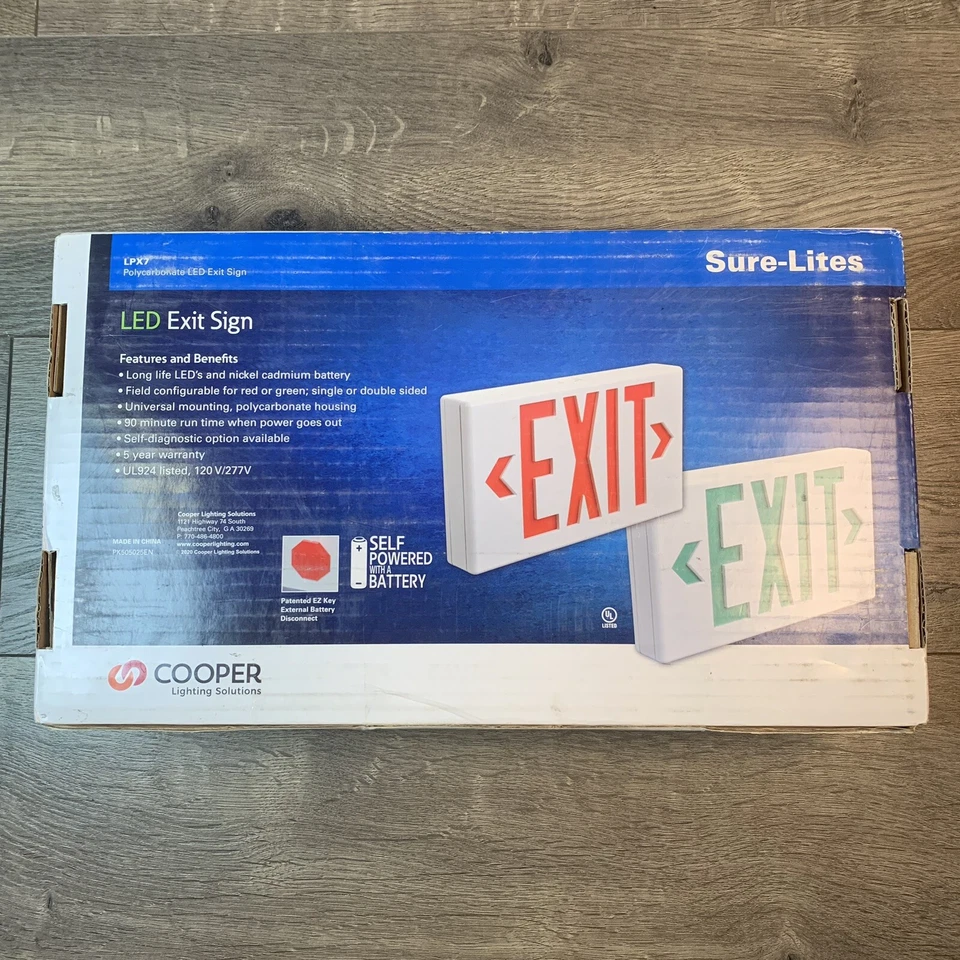 LPX7
Polycarbonate LED Exit Sign
Sure-Lites
LED Exit Sign
Features and Benefits
• Long life LED's and nickel cadmium battery
• Field configurable for red or green; single or double sided
• Universal mounting, polycarbonate housing
• 90 minute run time when power goes out
• Self-diagnostic option available
• 5 year warranty
• UL924 listed, 120 V/277V
EXIT
EXIT
Cooper Lighting Solutions
1121 Highway 74 South
Peachtree City, GA 30269
P: 770-486-4800
www.cooperlighting.com
© 2020 Cooper Lighting Solutions
MADE IN CHINA
PK505025EN
Patented EZ Key
External Battery
Disconnect
SELF
POWERED
WITH A
BATTERY
UL
LISTED
COOPER
Lighting Solutions